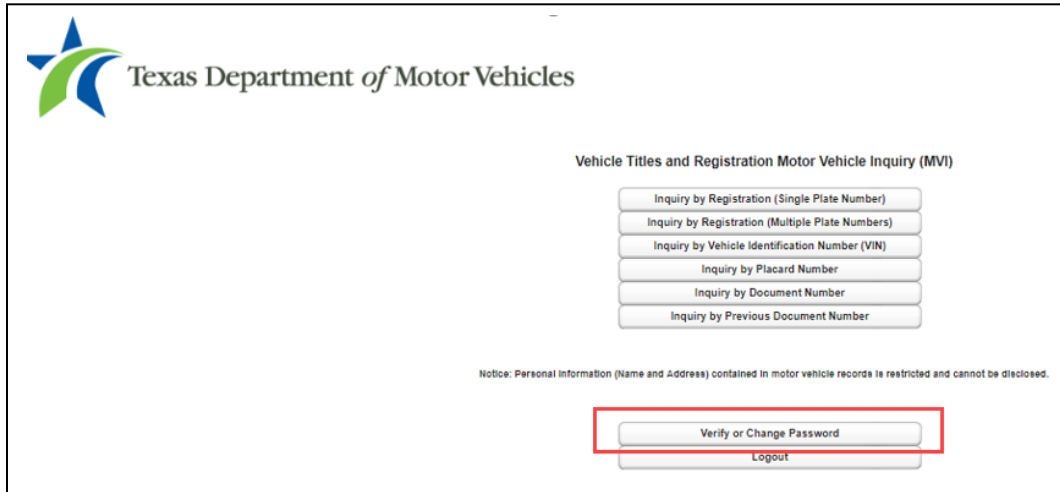 Texas Department of Motor Vehicles
Vehicle Titles and Registration Motor Vehicle Inquiry (MVI)
Inquiry by Registration (Single Plate Number)
Inquiry by Registration (Multiple Plate Numbers)
Inquiry by Vehicle Identification Number (VIN)
Inquiry by Placard Number
Inquiry by Document Number
Inquiry by Previous Document Number
Notice: Personal Information (Name and Address) contained in motor vehicle records is restricted and cannot be disclosed.
Verify or Change Password
Logout